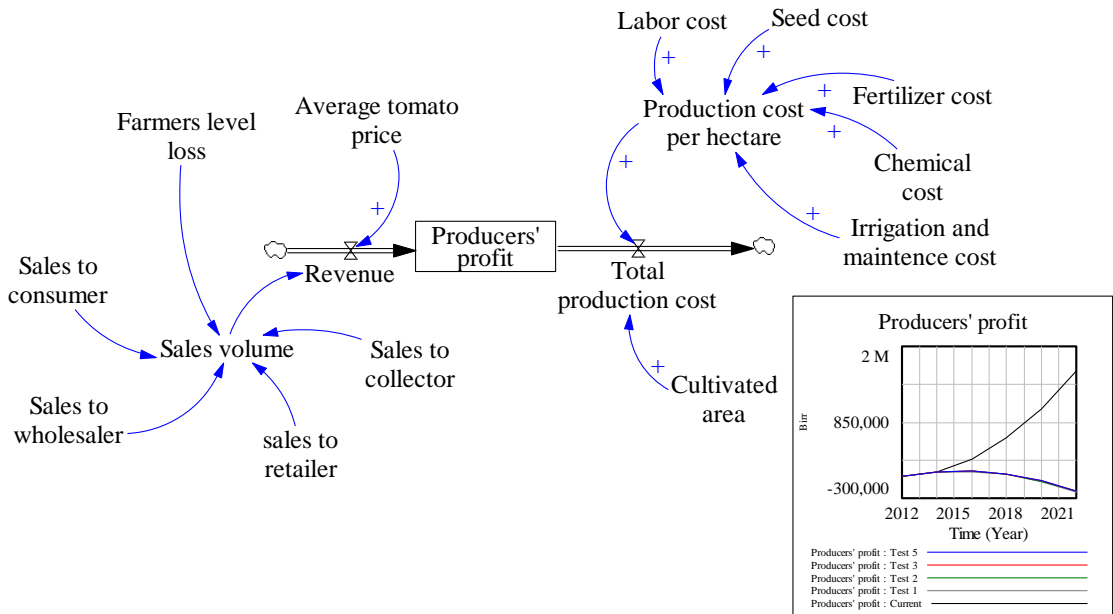 Labor cost
Seed cost
Average tomato
price
Farmers level
loss
Production cost
per hectare
Fertilizer cost
Chemical
cost
Irrigation and
maintence cost
Producers'
profit
Revenue
Total
production cost
Sales to
consumer
Sales volume
Sales to
collector
Sales to
wholesaler
sales to
retailer
Cultivated
area
+
+
+
+
+
+
+
+
Producers' profit
2 M
850,000
-300,000
Birr
2012 2015 2018 2021
Time (Year)
Producers' profit : Test 5
Producers' profit : Test 3
Producers' profit : Test 2
Producers' profit : Test 1
Producers' profit : Current